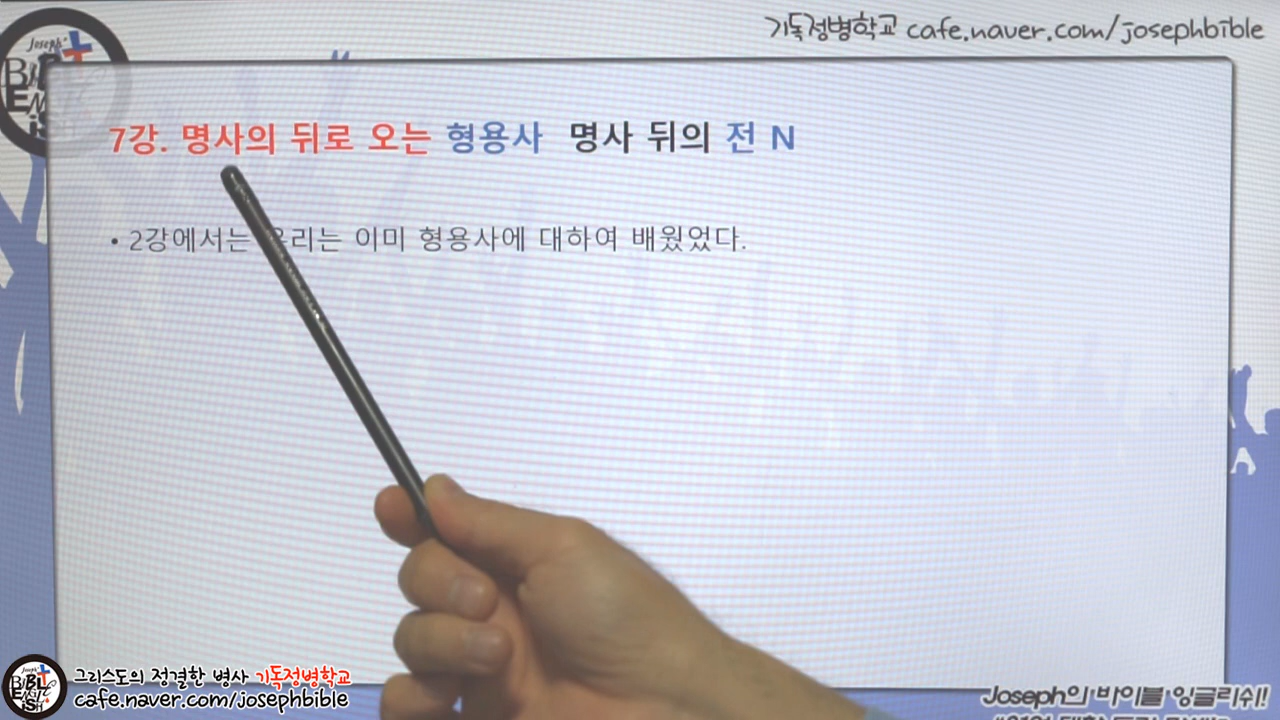 기독정병학교 cafe.naver.com/josephbible
Joseph's
7강. 명사의 뒤로 오는 형용사 명사 뒤의 전 N
• 2강에서는 우리는 이미 형용사에 대하여 배웠었다.
그리스도의 정결한 병사 기독정병학교
cafe.naver.com/josephbible
Joseph의 바이블 잉글리쉬!!